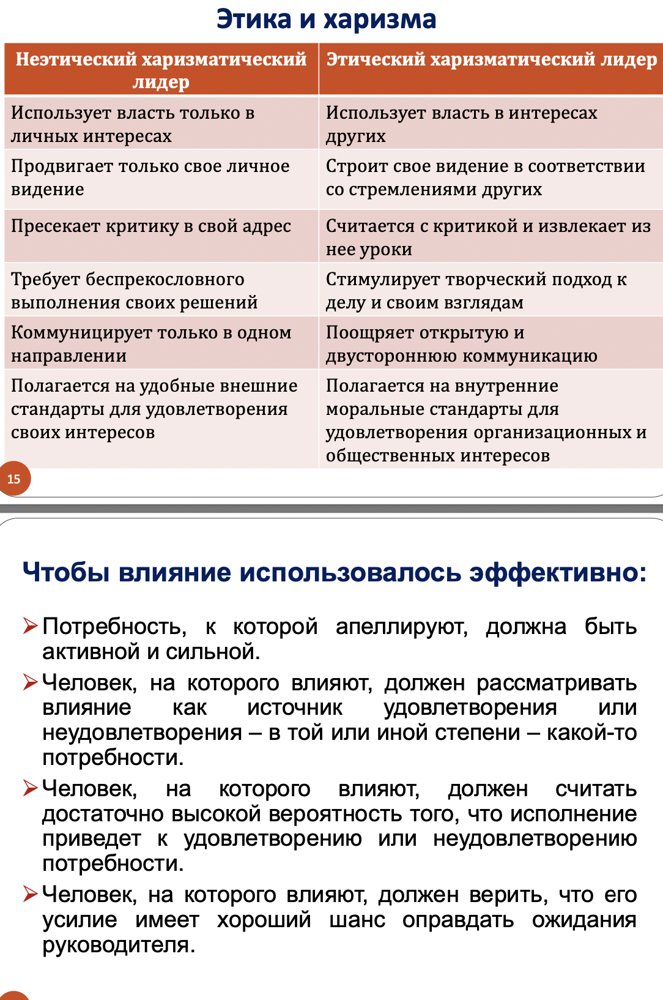 Этика и харизма
Неэтический харизматический
лидер
Этический харизматический лидер
Использует власть только в
личных интересах
Использует власть в интересах
других
Продвигает только свое личное
видение
Строит свое видение в соответствии
со стремлениями других
Пресекает критику в свой адрес
Считается с критикой и извлекает из
нее уроки
Требует беспрекословного
выполнения своих решений
Стимулирует творческий подход к
делу и своим взглядам
Коммуницирует только в одном
направлении
Поощряет открытую и
двустороннюю коммуникацию
Полагается на удобные внешние
стандарты для удовлетворения
своих интересов
Полагается на внутренние
моральные стандарты для
удовлетворения организационных и
общественных интересов
15
Чтобы влияние использовалось эффективно:
Потребность, к которой апеллируют, должна быть
активной и сильной.
Человек, на которого влияют, должен рассматривать
влияние как источник удовлетворения или
неудовлетворения – в той или иной степени – какой-то
потребности.
Человек, на которого влияют, должен считать
достаточно высокой вероятность того, что исполнение
приведет к удовлетворению или неудовлетворению
потребности.
Человек, на которого влияют, должен верить, что его
усилие имеет хороший шанс оправдать ожидания
руководителя.